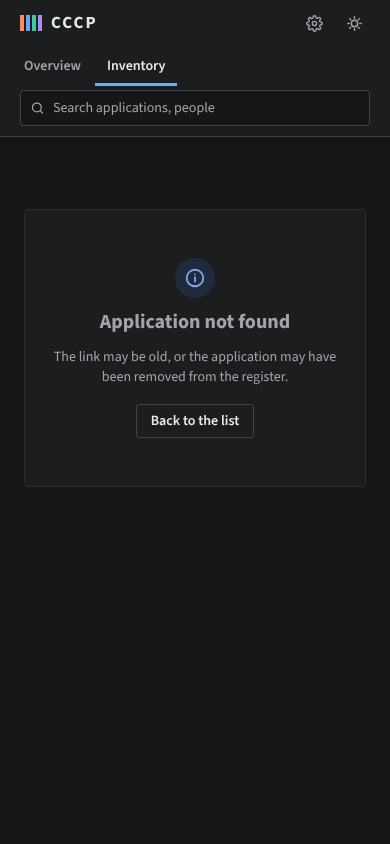 CCCP
Overview
Inventory
Search applications, people
Application not found
The link may be old, or the application may have
been removed from the register.
Back to the list